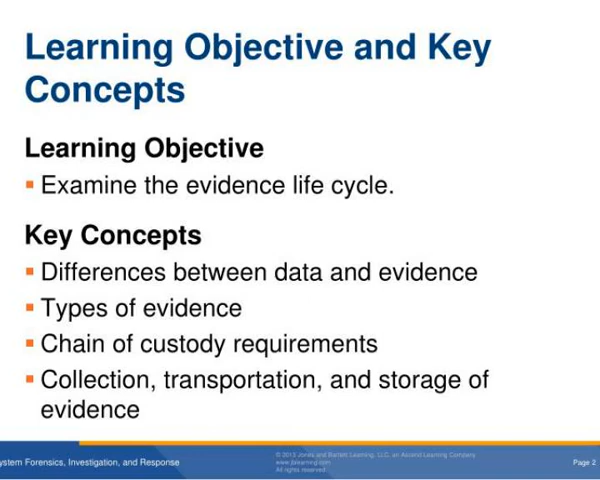 Learning Objective and Key
Concepts
Learning Objective
▪ Examine the evidence life cycle.
Key Concepts
▪ Differences between data and evidence
▪ Types of evidence
▪ Chain of custody requirements
▪ Collection, transportation, and storage of
evidence
ystem Forensics, Investigation, and Response
© 2013 Jones and Bartlett Learning, LLC, an Ascend Learning Company
www.jblearning.com
All rights reserved.
Page 2